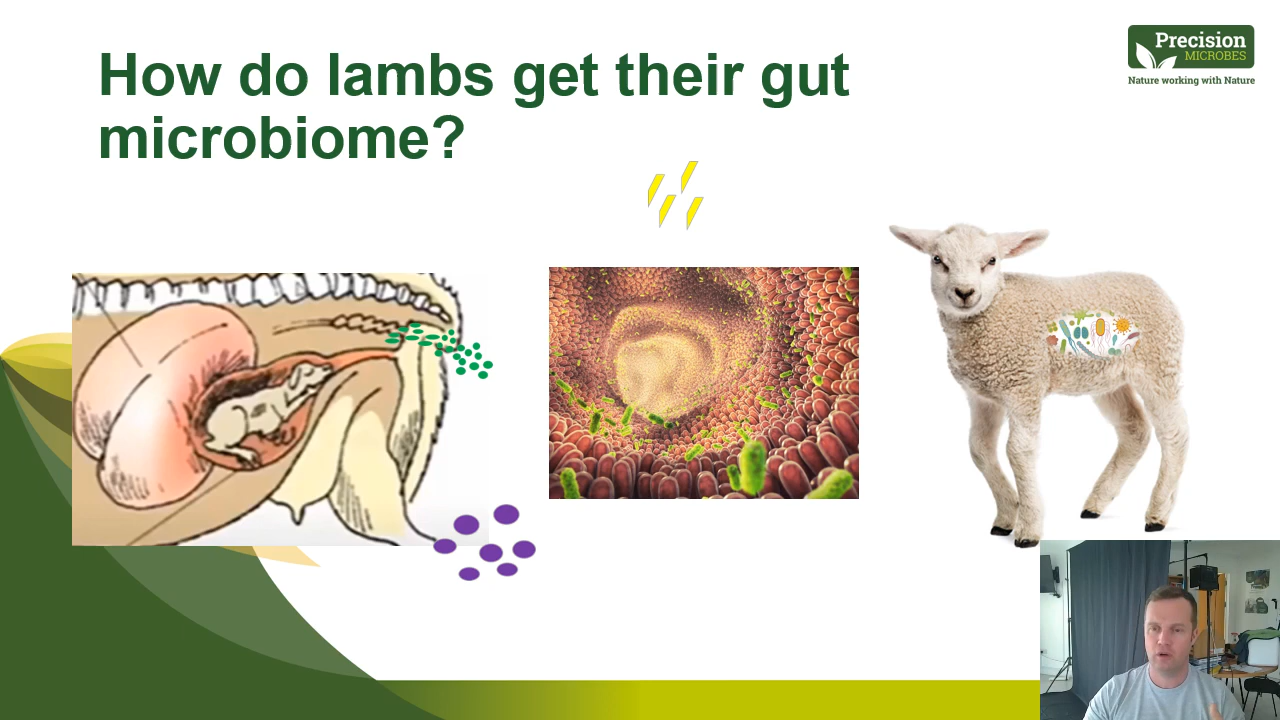 How do lambs get their gut
microbiome?
Precision
MICROBES
Nature working with Nature